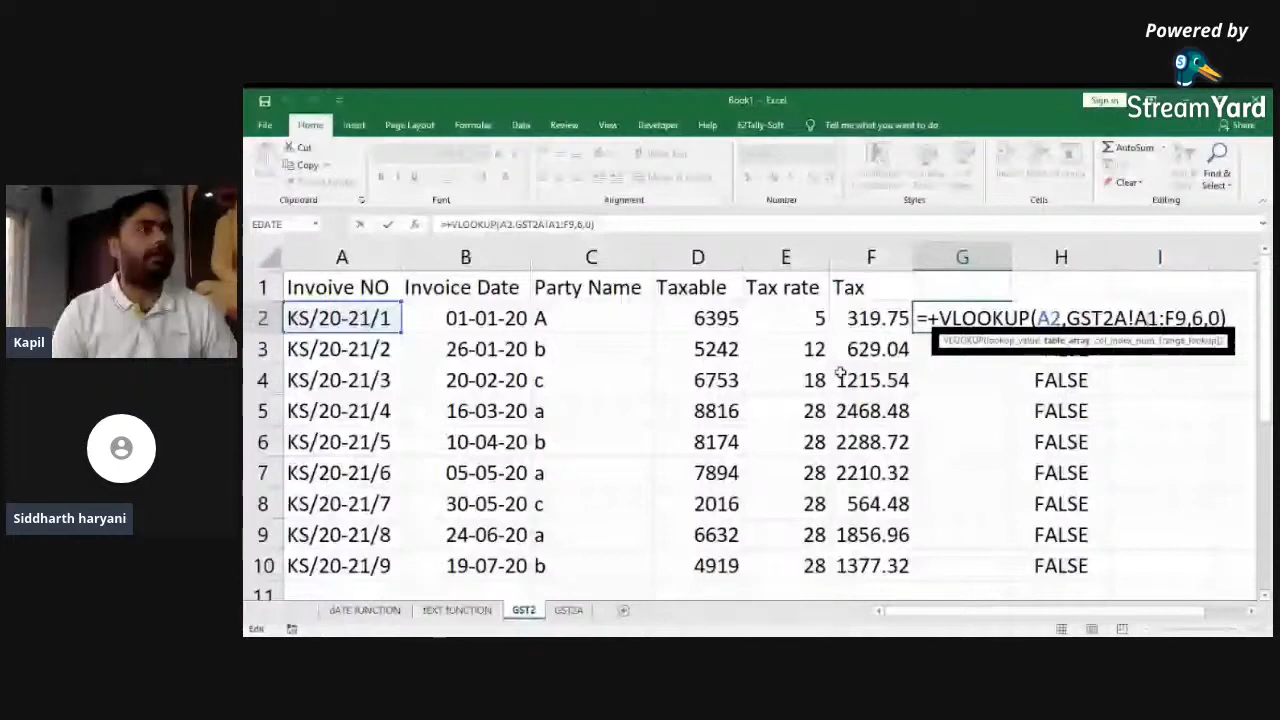 Powered by
StreamYard
Book1 - Excel
Sign in
File Home Insert Page Layout Formulas Data Review View Developer Help EZTally-Soft Tell me what you want to do Share
Cut
AutoSum
Copy
Clear
Find &
Select
Clipboard Font Alignment Number Styles Cells Editing
EDATE =+VLOOKUP(A2,GST2A!A1:F9,6,0)
A B C D E F G H I
1 Invoive NO Invoice Date Party Name Taxable Tax rate Tax
2 KS/20-21/1 01-01-20 A 6395 5 319.75 =+VLOOKUP(A2,GST2A!A1:F9,6,0)
VLOOKUP(lookup_value, table_array, col_index_num, [range_lookup])
3 KS/20-21/2 26-01-20 b 5242 12 629.04
4 KS/20-21/3 20-02-20 c 6753 18 1215.54 FALSE
5 KS/20-21/4 16-03-20 a 8816 28 2468.48 FALSE
6 KS/20-21/5 10-04-20 b 8174 28 2288.72 FALSE
7 KS/20-21/6 05-05-20 a 7894 28 2210.32 FALSE
8 KS/20-21/7 30-05-20 c 2016 28 564.48 FALSE
9 KS/20-21/8 24-06-20 a 6632 28 1856.96 FALSE
10 KS/20-21/9 19-07-20 b 4919 28 1377.32 FALSE
11
dATE FUNCTION tEXT FUNCTION GST2 GST2A
Edit
Kapil
Siddharth haryani